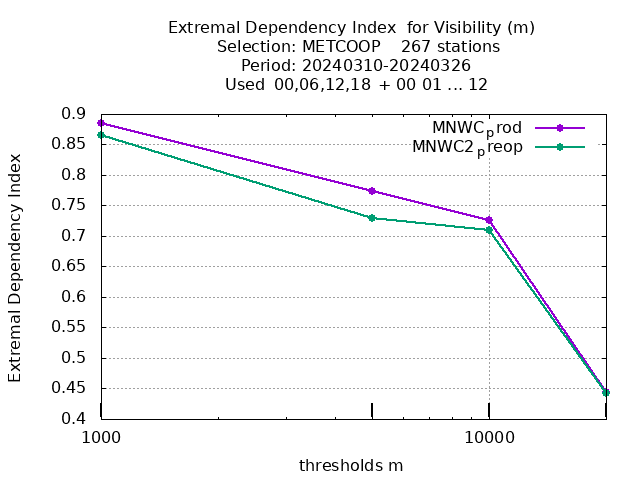 Extremal Dependency Index  for Visibility (m)
Selection: METCOOP    267 stations
Period: 20240310-20240326
Used  00,06,12,18 + 00 01 ... 12
MNWCprod
MNWC2preop
0.9
0.85
0.8
0.75
0.7
0.65
0.6
0.55
0.5
0.45
0.4
Extremal Dependency Index
1000
10000
thresholds m